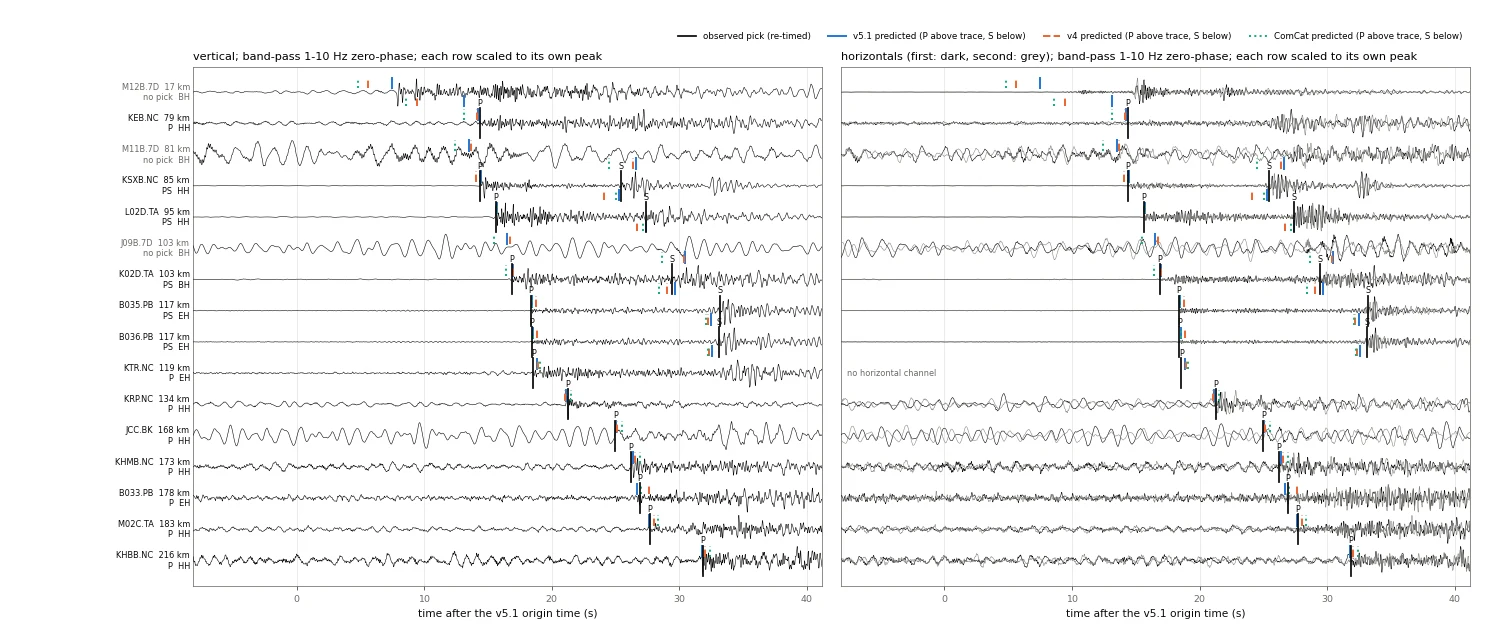 observed pick (re-timed) v5.1 predicted (P above trace, S below) v4 predicted (P above trace, S below) ComCat predicted (P above trace, S below)
vertical; band-pass 1-10 Hz zero-phase; each row scaled to its own peak
horizontals (first: dark, second: grey); band-pass 1-10 Hz zero-phase; each row scaled to its own peak
M12B.7D 17 km
no pick BH
KEB.NC 79 km
P HH
M11B.7D 81 km
no pick BH
KSXB.NC 85 km
PS HH
L02D.TA 95 km
PS HH
J09B.7D 103 km
no pick BH
K02D.TA 103 km
PS BH
B035.PB 117 km
PS EH
B036.PB 117 km
PS EH
KTR.NC 119 km
P EH
KRP.NC 134 km
P HH
JCC.BK 168 km
P HH
KHMB.NC 173 km
P HH
B033.PB 178 km
P EH
M02C.TA 183 km
P HH
KHBB.NC 216 km
P HH
P
P
S
P
S
P
S
P
S
P
S
P
P
P
P
P
P
P
0 10 20 30 40
time after the v5.1 origin time (s)
P
P
S
P
S
P
S
P
S
P
S
P
no horizontal channel
P
P
P
P
P
P
0 10 20 30 40
time after the v5.1 origin time (s)